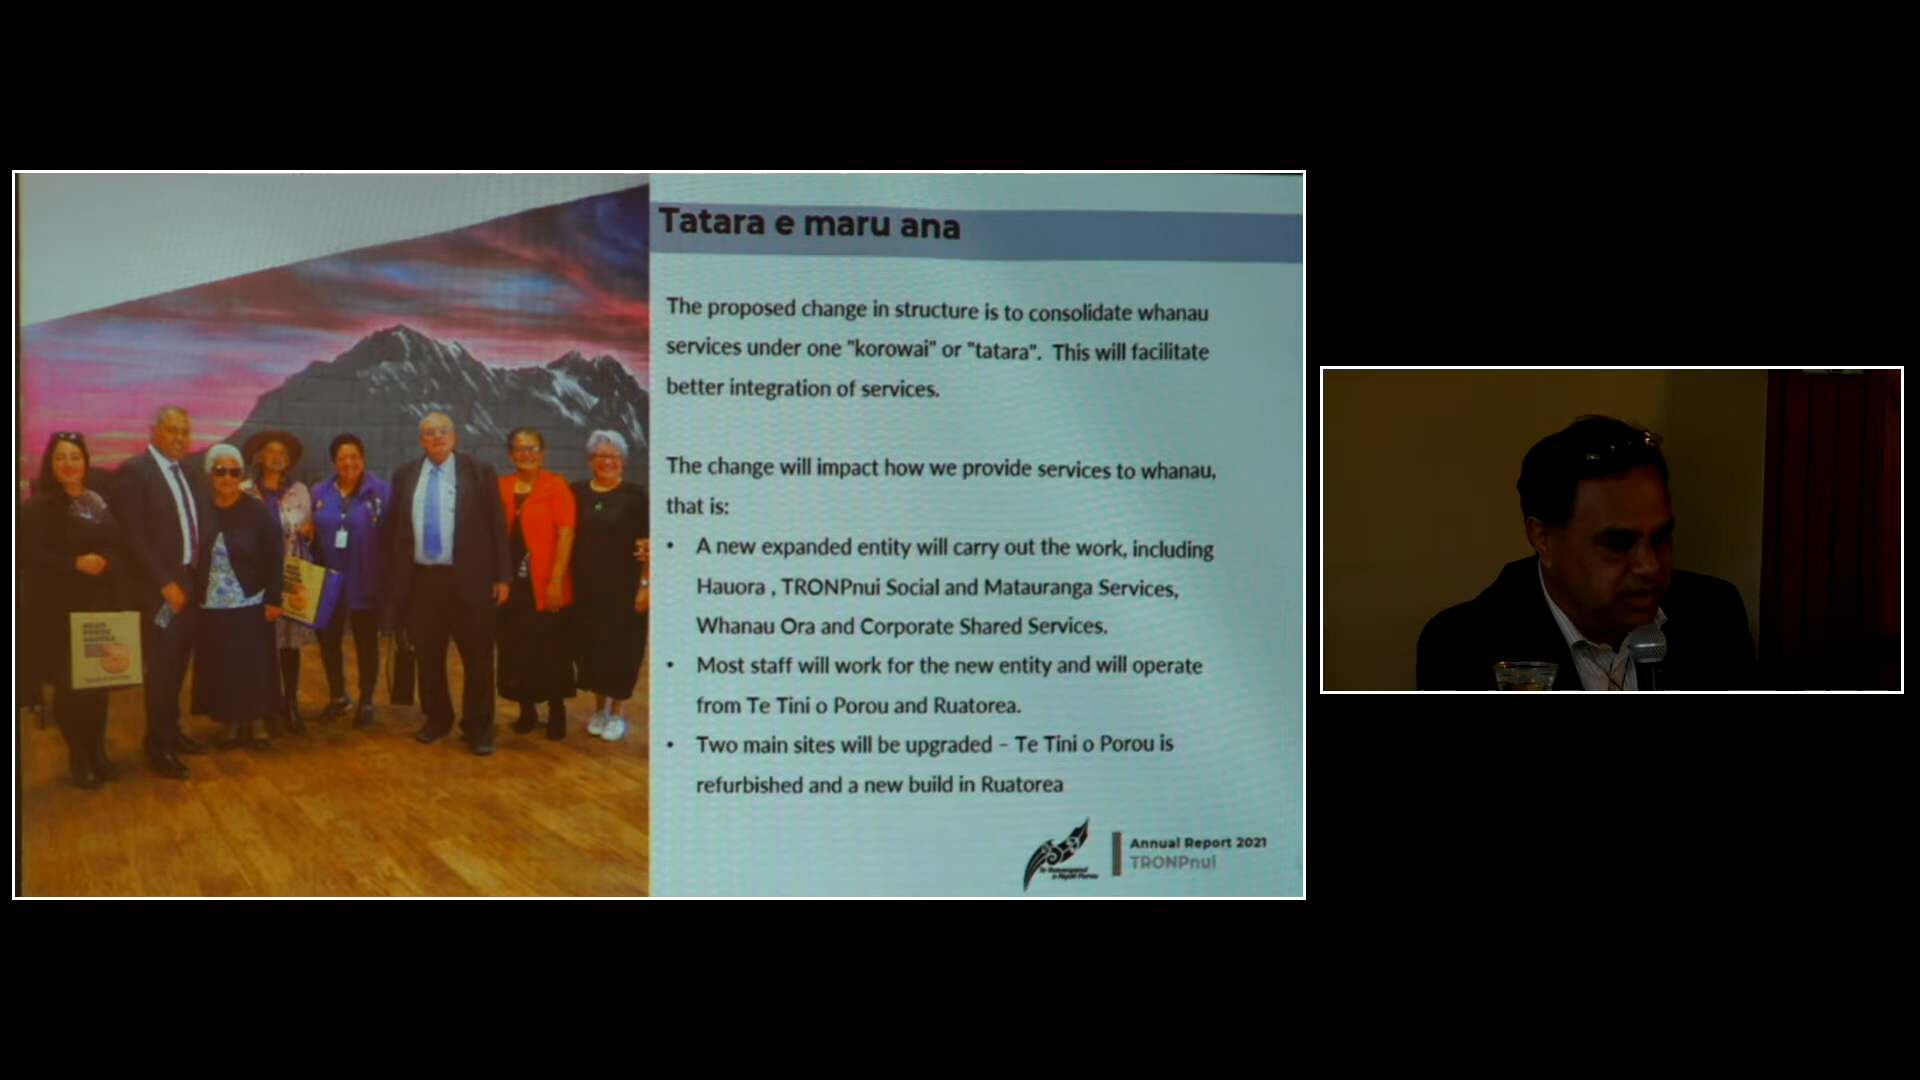 Tatara e maru ana
The proposed change in structure is to consolidate whanau
services under one "korowai" or "tatara". This will facilitate
better integration of services.
The change will impact how we provide services to whanau,
that is:
• A new expanded entity will carry out the work, including
Hauora , TRONPnui Social and Matauranga Services,
Whanau Ora and Corporate Shared Services.
• Most staff will work for the new entity and will operate
from Te Tini o Porou and Ruatorea.
• Two main sites will be upgraded – Te Tini o Porou is
refurbished and a new build in Ruatorea
Te Runanganui
o Ngati Porou
Annual Report 2021
TRONPnui